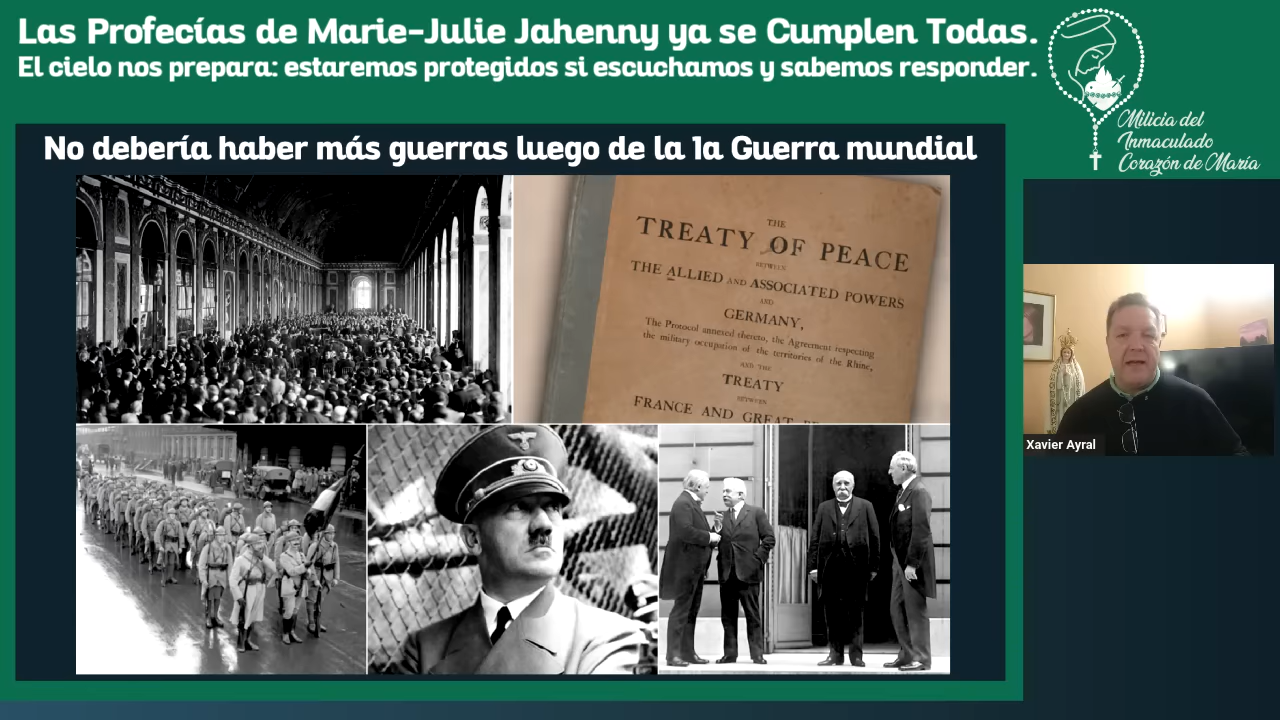 Las Profecías de Marie-Julie Jahenny ya se Cumplen Todas.
El cielo nos prepara: estaremos protegidos si escuchamos y sabemos responder.
Milicia del
Inmaculado
Corazón de María
No debería haber más guerras luego de la 1a Guerra mundial
THE
TREATY OF PEACE
BETWEEN
THE ALLIED AND ASSOCIATED POWERS
AND
GERMANY,
The Protocol annexed thereto, the Agreement respecting
the military occupation of the territories of the Rhine,
AND THE
TREATY
BETWEEN
FRANCE AND GREAT
Xavier Ayral